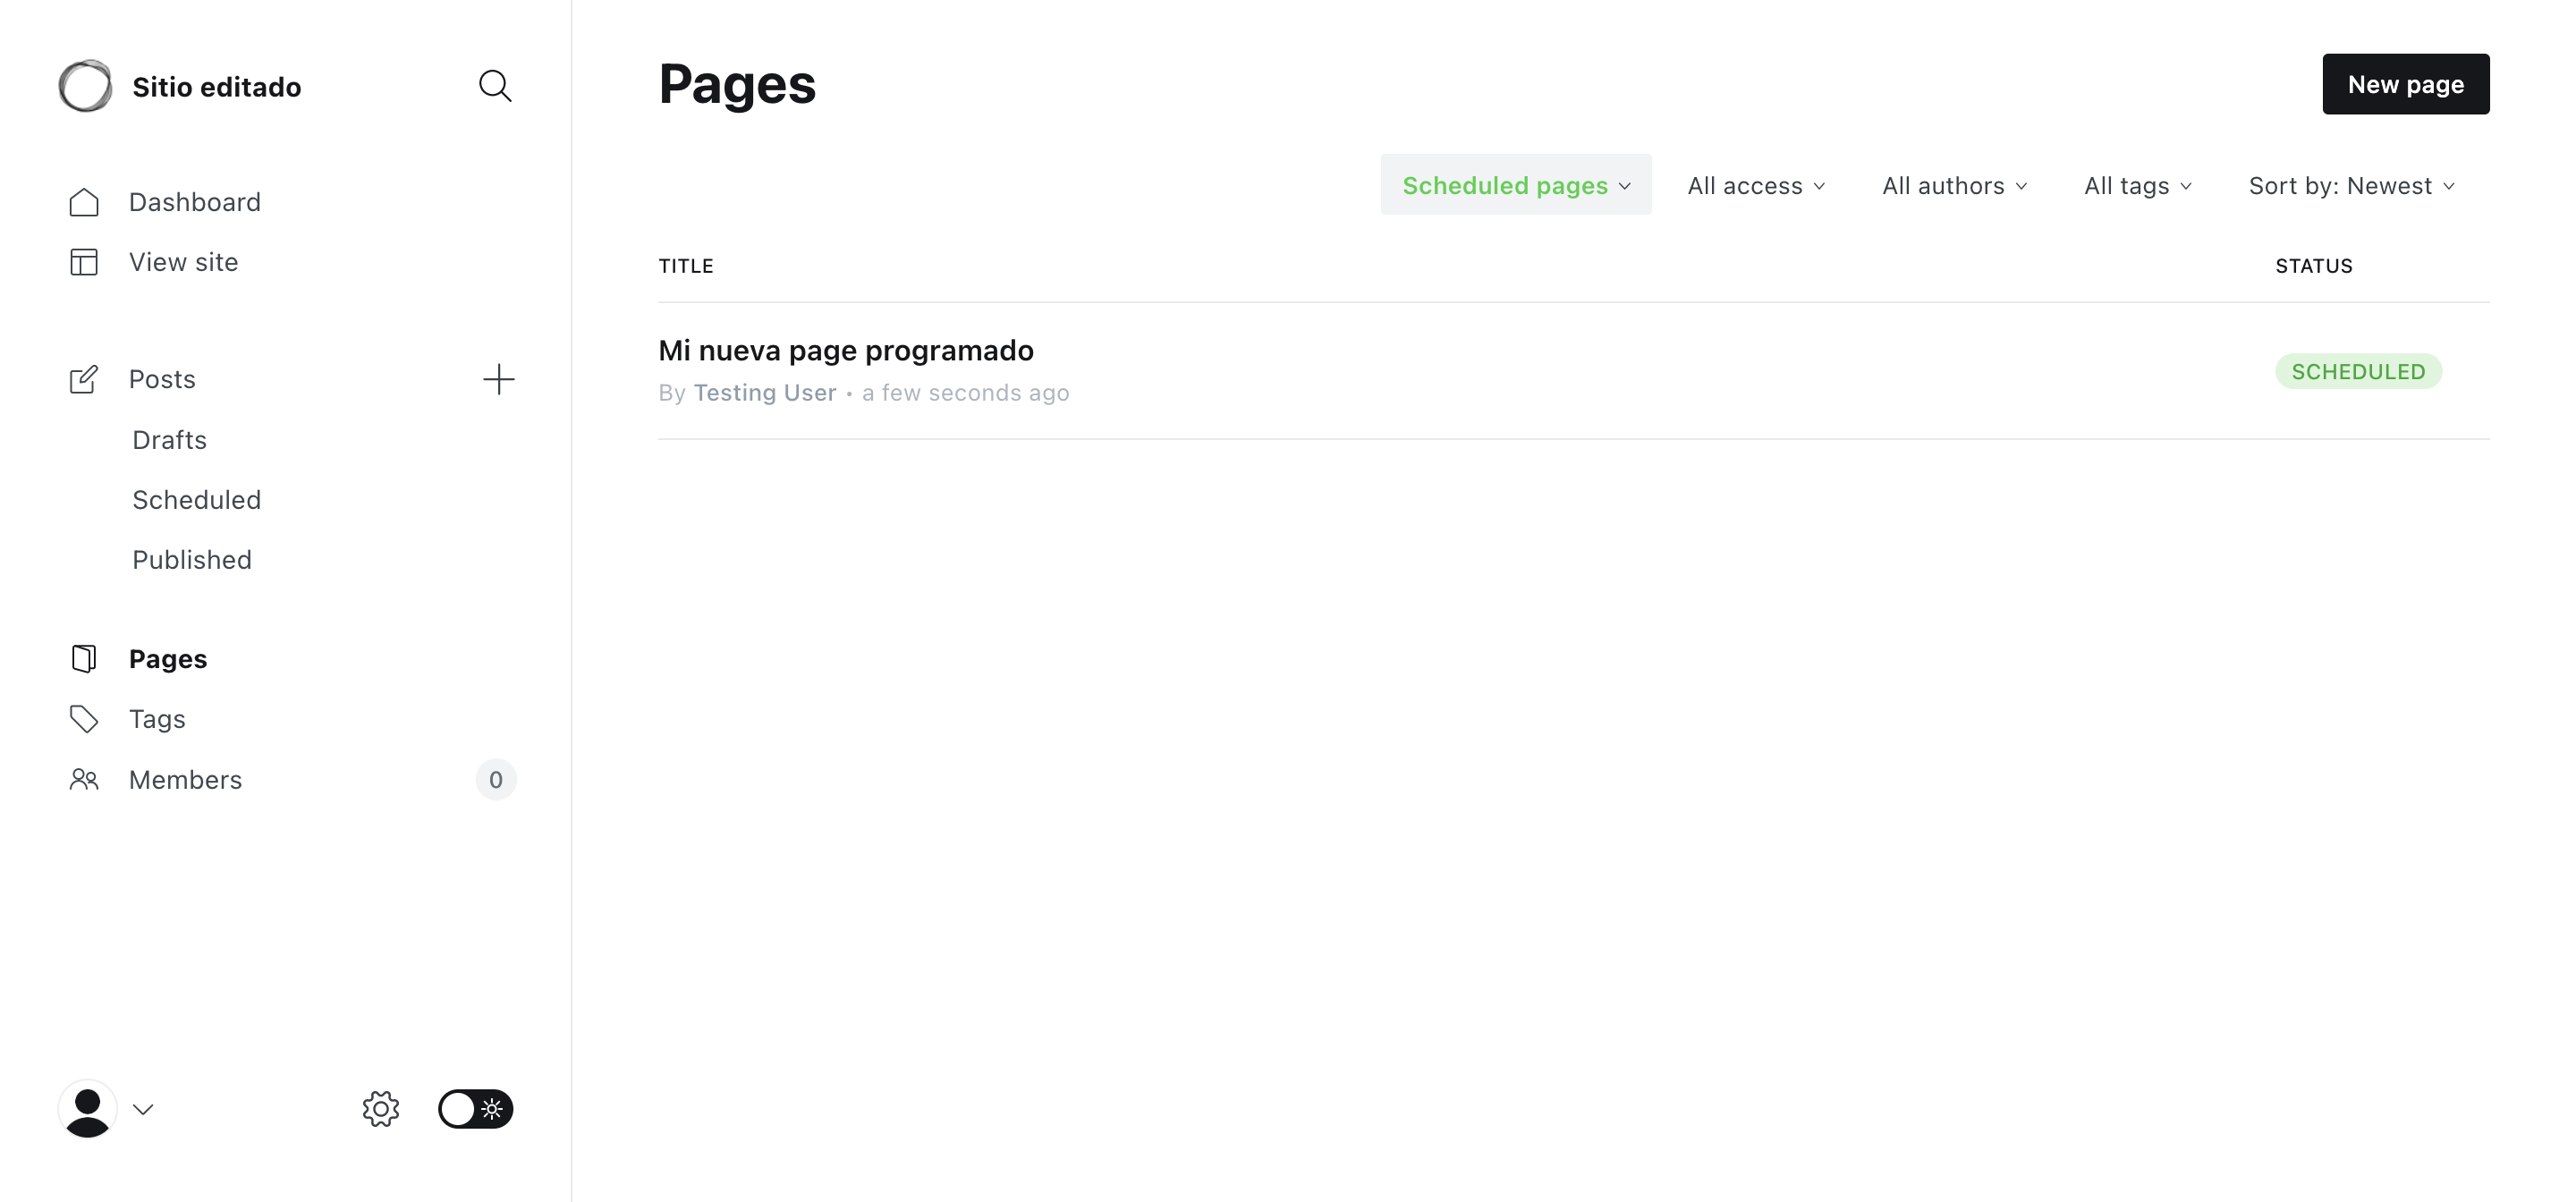 Sitio editado
Dashboard
View site
Posts
Drafts
Scheduled
Published
Pages
Tags
Members 0
Pages
New page
Scheduled pages All access All authors All tags Sort by: Newest
TITLE STATUS
Mi nueva page programado
By Testing User • a few seconds ago
SCHEDULED